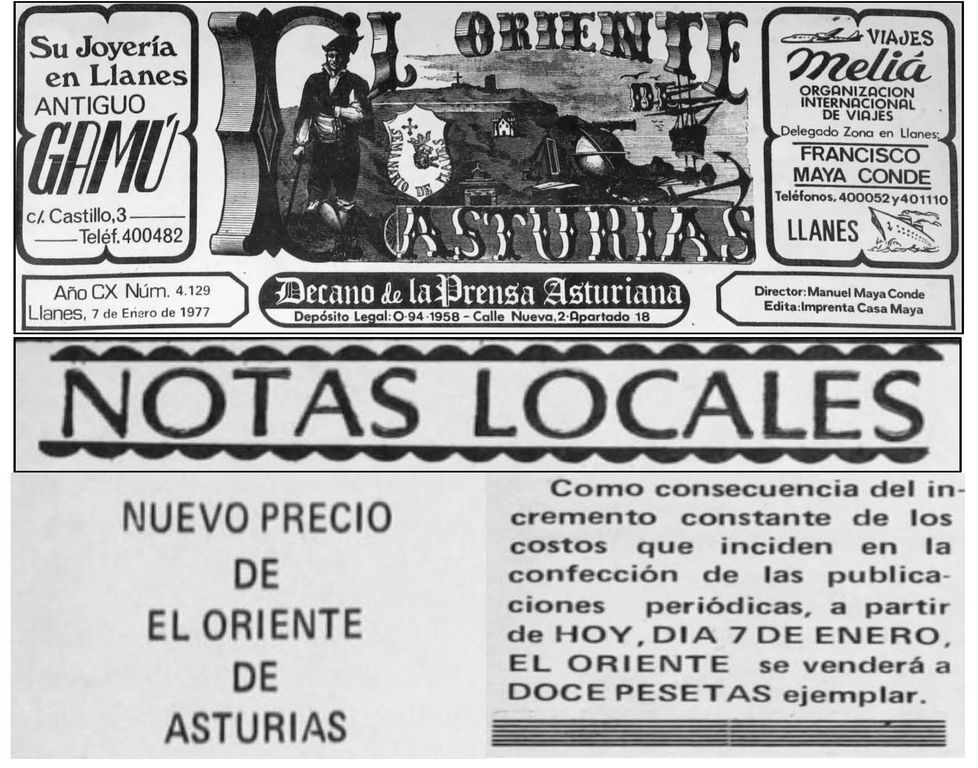 Su Joyería
en Llanes
ANTIGUO
GAMÚ
c/. Castillo,3
Teléf. 400482
EL ORIENTE
DE
ASTURIAS
SEMANARIO DE LLANES
VIAJES
Meliá
ORGANIZACION
INTERNACIONAL
DE VIAJES
Delegado Zona en Llanes:
FRANCISCO
MAYA CONDE
Teléfonos, 400052 y 401110
LLANES
Año CX Núm. 4.129
Llanes, 7 de Enero de 1977
Decano de la Prensa Asturiana
Depósito Legal: O-94-1958 - Calle Nueva, 2-Apartado 18
Director: Manuel Maya Conde
Edita: Imprenta Casa Maya
NOTAS LOCALES
NUEVO PRECIO
DE
EL ORIENTE
DE
ASTURIAS
Como consecuencia del in-
cremento constante de los
costos que inciden en la
confección de las publica-
ciones periódicas, a partir
de HOY, DIA 7 DE ENERO,
EL ORIENTE se venderá a
DOCE PESETAS ejemplar.